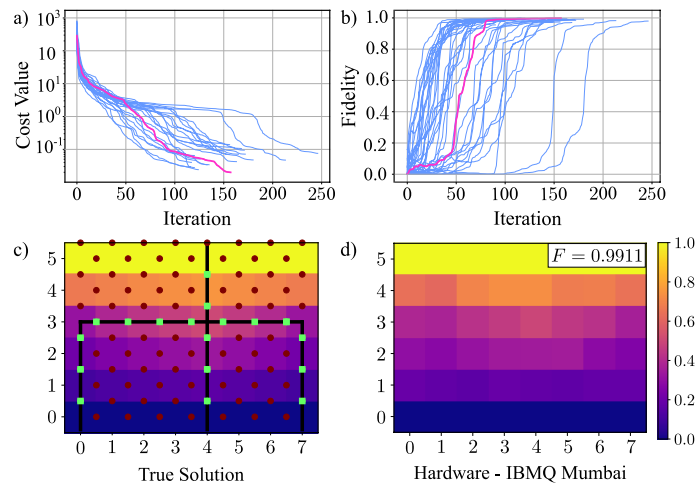 a)
Cost Value
10^3
10^1
10^0
10^-1
0 50 100 150 200 250
Iteration
b)
Fidelity
1.0
0.8
0.6
0.4
0.2
0.0
0 50 100 150 200 250
Iteration
c)
5
4
3
2
1
0
0 1 2 3 4 5 6 7
True Solution
d)
F = 0.9911
5
4
3
2
1
0
0 1 2 3 4 5 6 7
Hardware - IBMQ Mumbai
1.0
0.8
0.6
0.4
0.2
0.0